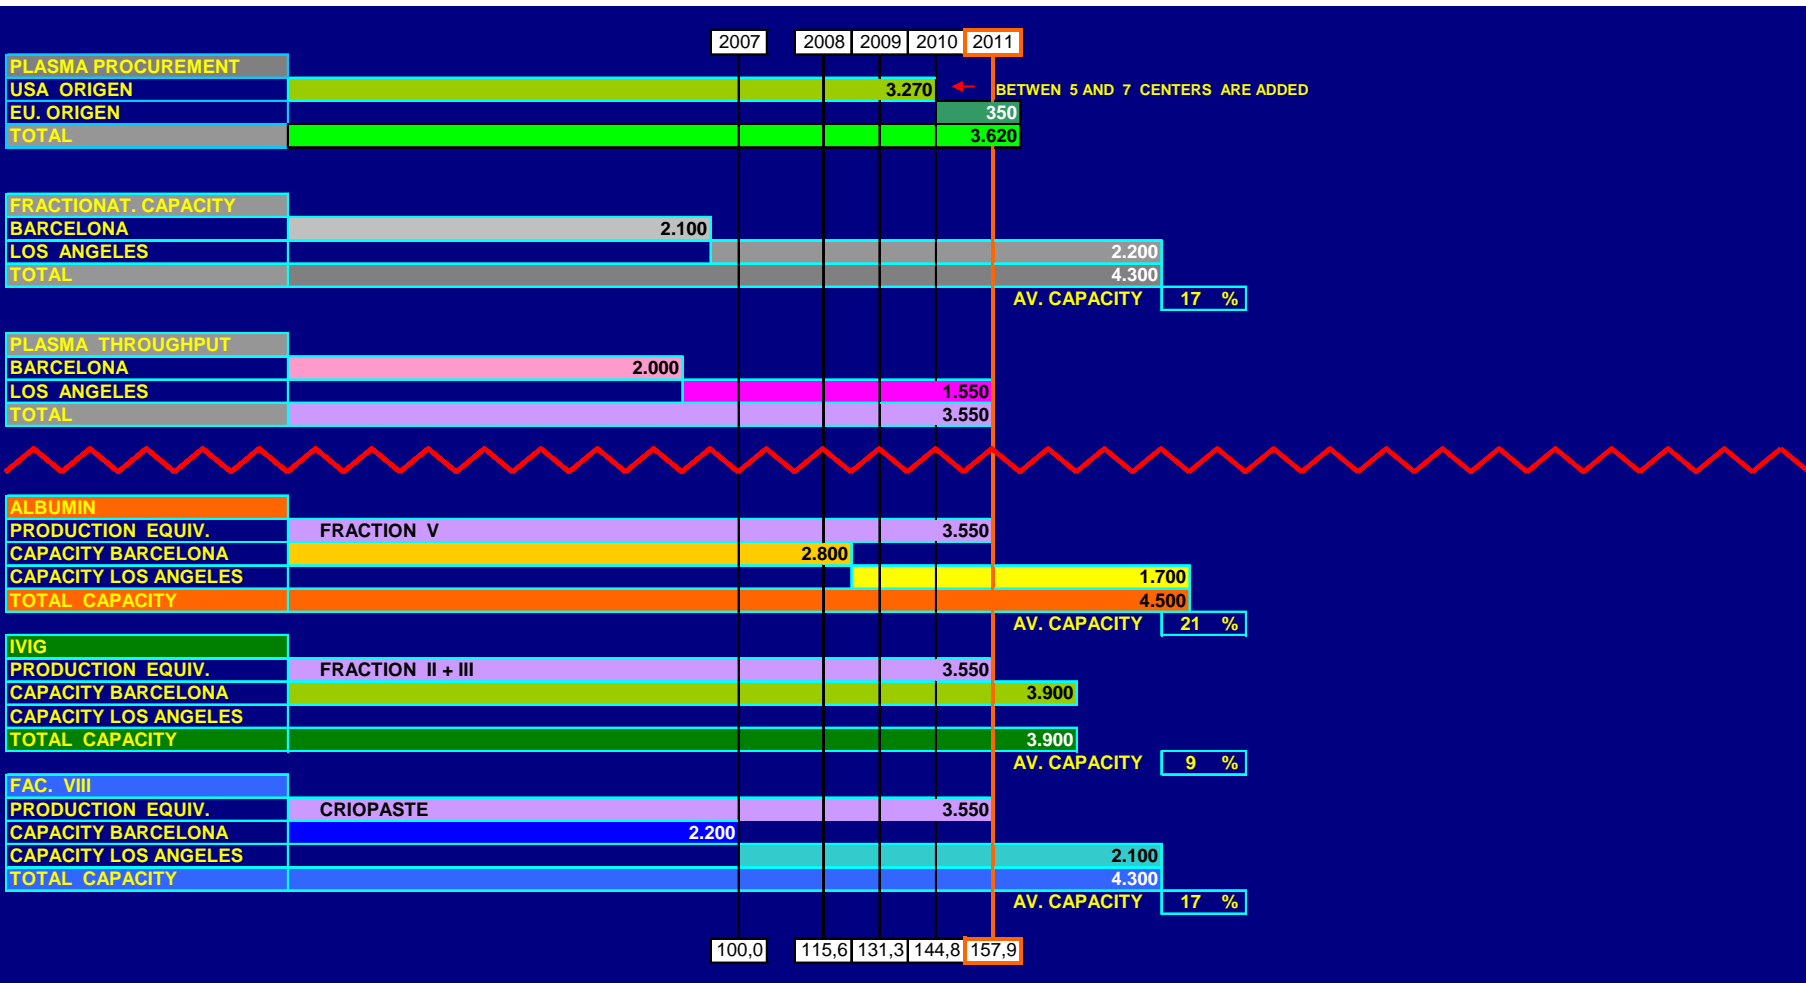 2007 2008 2009 2010 2011
PLASMA PROCUREMENT
USA ORIGEN 3.270 BETWEN 5 AND 7 CENTERS ARE ADDED
EU. ORIGEN 350
TOTAL 3.620
FRACTIONAT. CAPACITY
BARCELONA 2.100
LOS ANGELES 2.200
TOTAL 4.300
AV. CAPACITY 17 %
PLASMA THROUGHPUT
BARCELONA 2.000
LOS ANGELES 1.550
TOTAL 3.550
ALBUMIN
PRODUCTION EQUIV. FRACTION V 3.550
CAPACITY BARCELONA 2.800
CAPACITY LOS ANGELES 1.700
TOTAL CAPACITY 4.500
AV. CAPACITY 21 %
IVIG
PRODUCTION EQUIV. FRACTION II + III 3.550
CAPACITY BARCELONA 3.900
CAPACITY LOS ANGELES
TOTAL CAPACITY 3.900
AV. CAPACITY 9 %
FAC. VIII
PRODUCTION EQUIV. CRIOPASTE 3.550
CAPACITY BARCELONA 2.200
CAPACITY LOS ANGELES 2.100
TOTAL CAPACITY 4.300
AV. CAPACITY 17 %
100,0 115,6 131,3 144,8 157,9